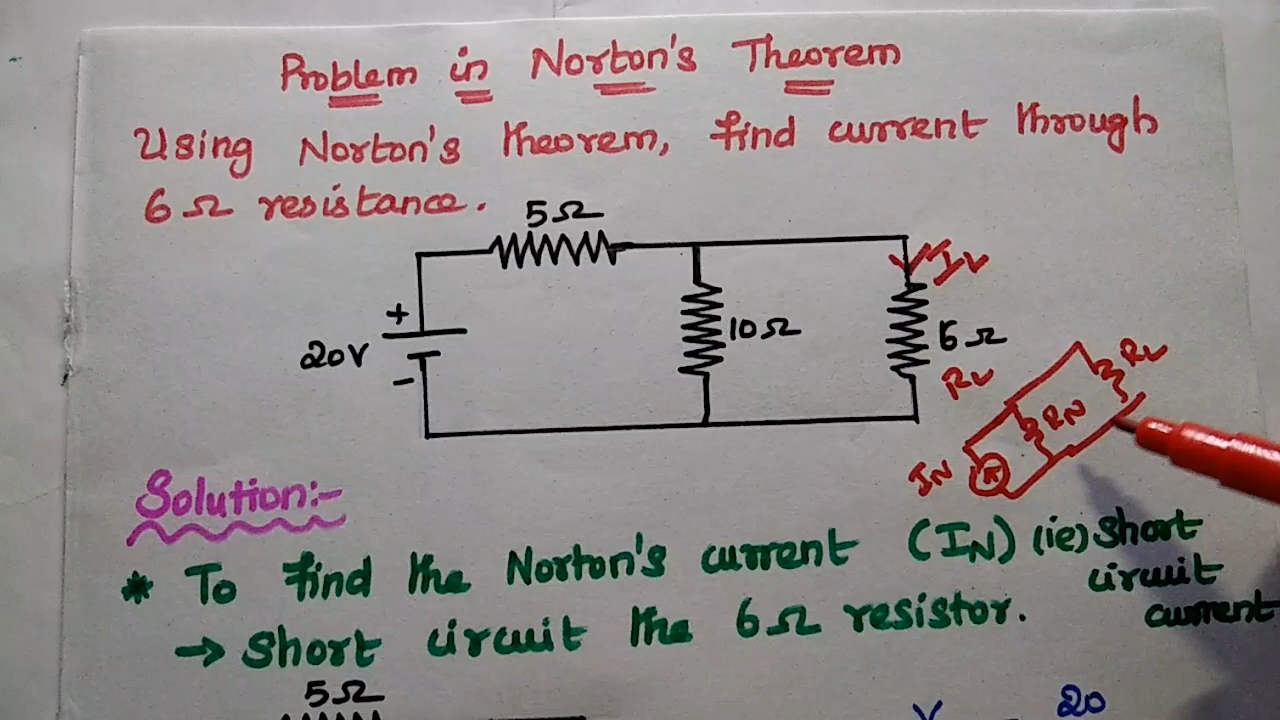 Problem in Norton's Theorem
Using Norton's theorem, find current through
6Ω resistance.
5Ω
+
20V
-
10Ω
IL
6Ω
RL
RL
RN
IN
Solution:-
* To find the Norton's current (IN) (ie) Short
circuit
current
→ Short circuit the 6Ω resistor.
5Ω
V
20